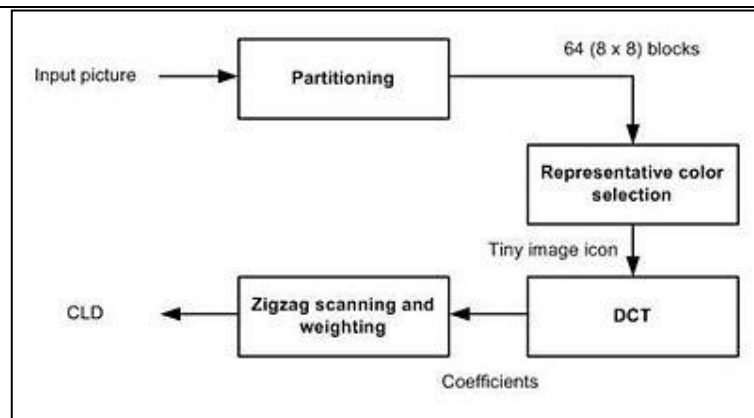 64 (8 x 8) blocks
Input picture
Partitioning
Representative color
selection
Tiny image icon
DCT
Zigzag scanning and
weighting
CLD
Coefficients